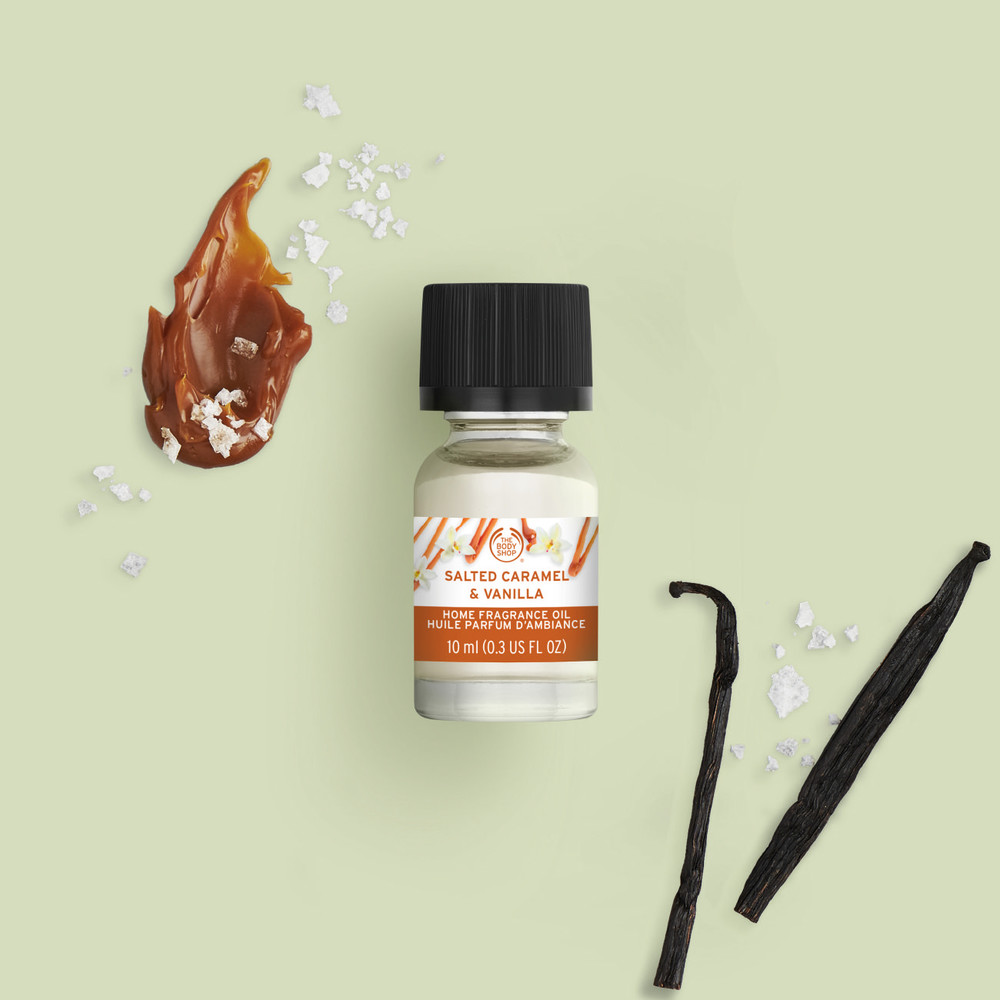 THE
BODY
SHOP®
SALTED CARAMEL
& VANILLA
HOME FRAGRANCE OIL
HUILE PARFUM D'AMBIANCE
10 ml (0.3 US FL OZ)